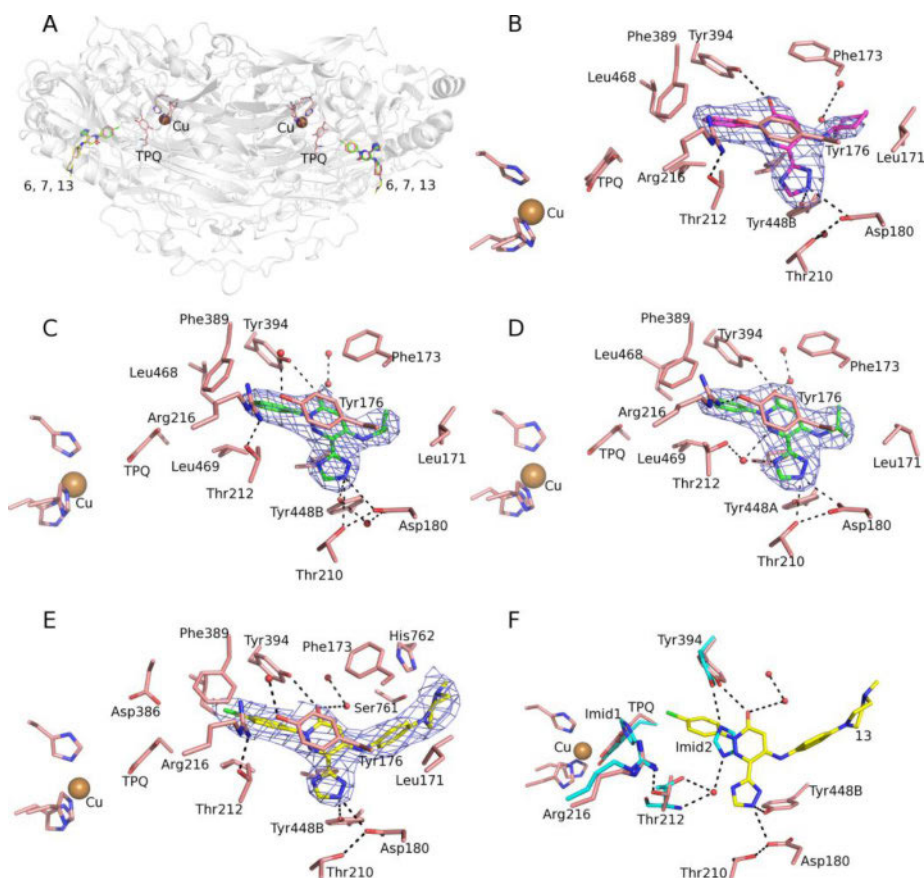 A
Cu
Cu
TPQ
TPQ
6, 7, 13
6, 7, 13
B
Tyr394
Phe173
Phe389
Leu468
TPQ
Arg216
Tyr176
Leu171
Cu
Thr212
Tyr448B
Asp180
Thr210
C
Phe389
Tyr394
Phe173
Leu468
Tyr176
Arg216
TPQ
Leu469
Leu171
Cu
Thr212
Tyr448B
Asp180
Thr210
D
Phe389
Tyr394
Phe173
Leu468
Tyr176
Arg216
TPQ
Leu469
Leu171
Cu
Thr212
Tyr448A
Asp180
Thr210
E
Phe389
Tyr394
Phe173
His762
Asp386
Ser761
TPQ
Arg216
Tyr176
Leu171
Cu
Thr212
Tyr448B
Asp180
Thr210
F
Tyr394
Imid1
TPQ
Cu
Imid2
13
Arg216
Thr212
Tyr448B
Thr210
Asp180